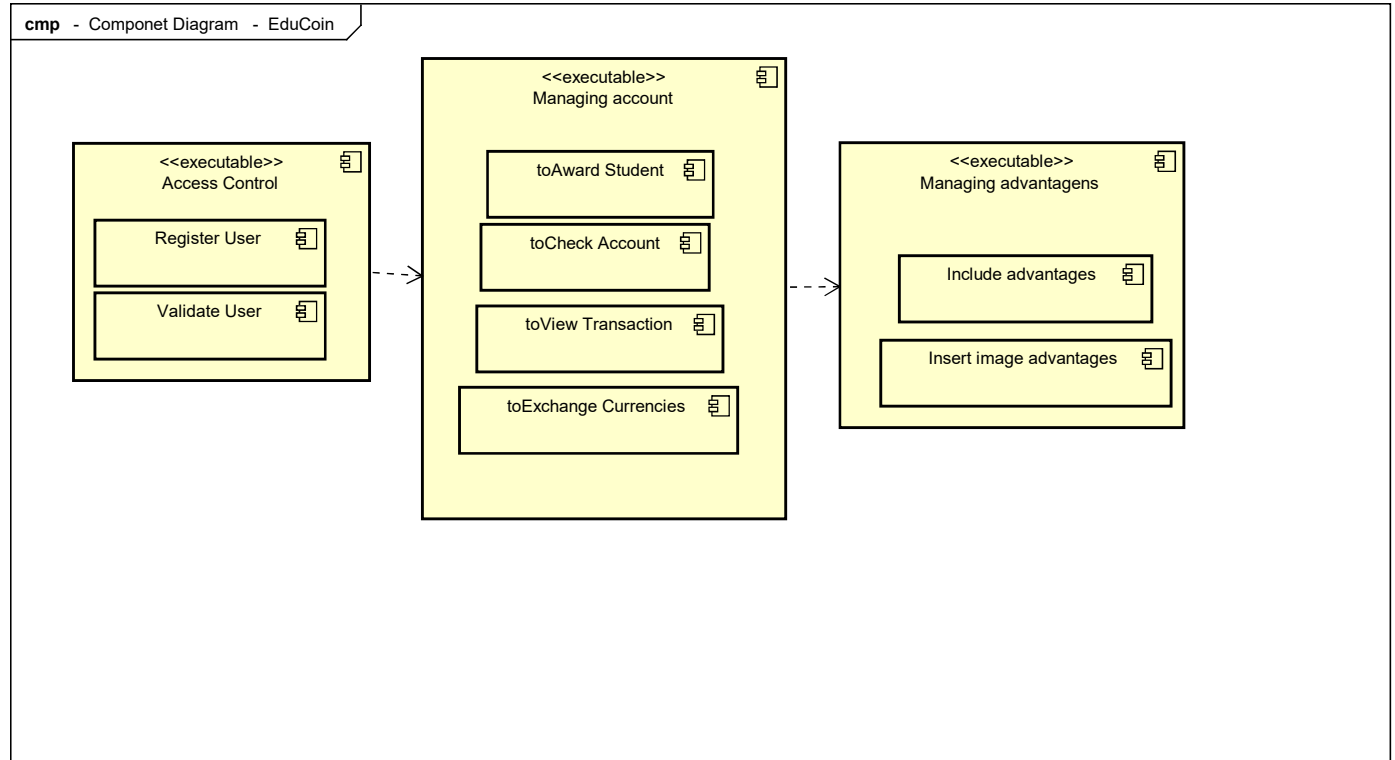 cmp - Componet Diagram - EduCoin
<<executable>>
Managing account
toAward Student
toCheck Account
toView Transaction
toExchange Currencies
<<executable>>
Access Control
Register User
Validate User
<<executable>>
Managing advantagens
Include advantages
Insert image advantages